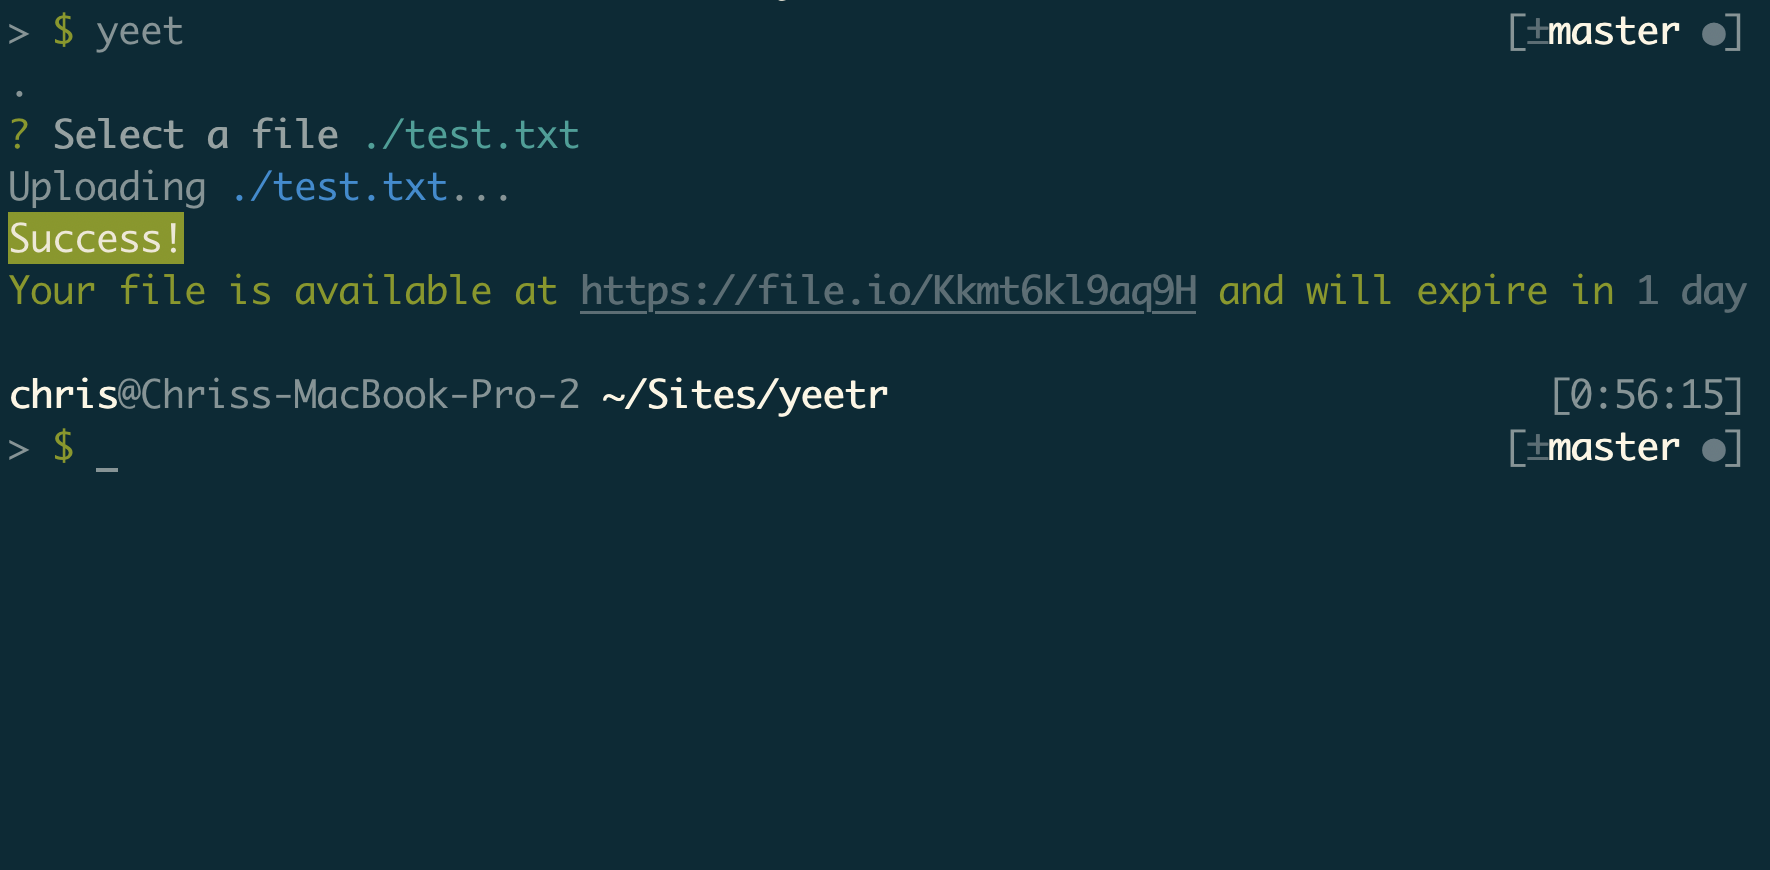 > $ yeet [±master ●]
.
? Select a file ./test.txt
Uploading ./test.txt...
Success!
Your file is available at https://file.io/Kkmt6kl9aq9H and will expire in 1 day
chris@Chriss-MacBook-Pro-2 ~/Sites/yeetr [0:56:15]
> $ _ [±master ●]